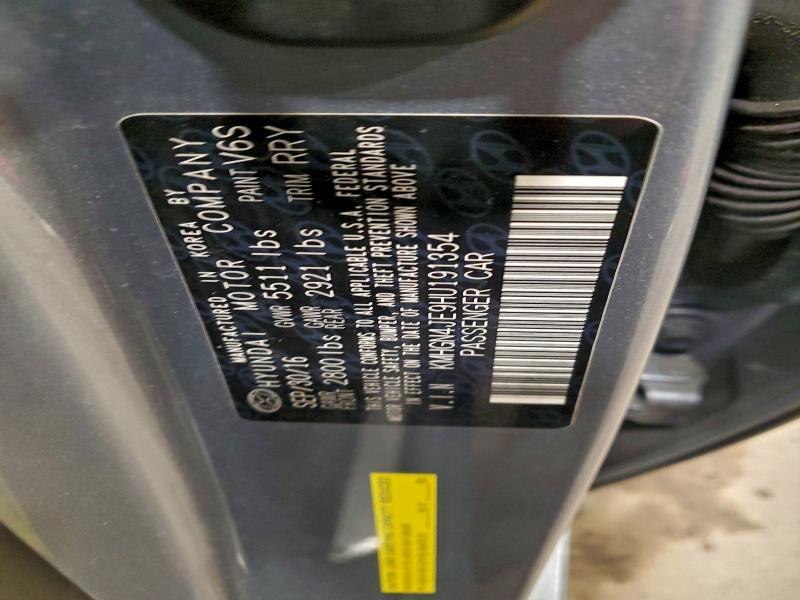 MANUFACTURED IN KOREA BY
HYUNDAI MOTOR COMPANY
SEP/30/16 GVWR 5511 lbs PAINT V6S
GAWR FRONT 2800 lbs GAWR REAR 2921 lbs TRIM RRY
THIS VEHICLE CONFORMS TO ALL APPLICABLE U.S.A. FEDERAL
MOTOR VEHICLE SAFETY, BUMPER, AND THEFT PREVENTION STANDARDS
IN EFFECT ON THE DATE OF MANUFACTURE SHOWN ABOVE
V.I.N KMHGN4JE9HU191354
PASSENGER CAR
CAPACITY REDUCED